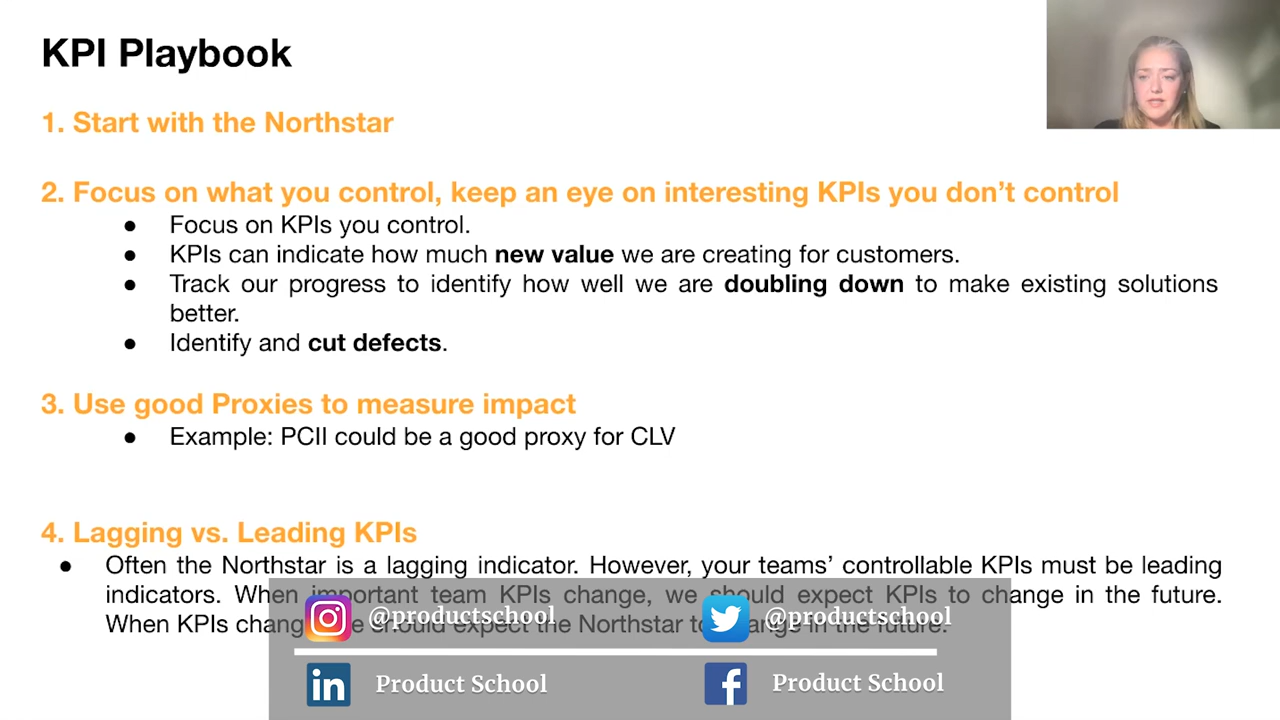 KPI Playbook
1. Start with the Northstar
2. Focus on what you control, keep an eye on interesting KPIs you don't control
● Focus on KPIs you control.
● KPIs can indicate how much new value we are creating for customers.
● Track our progress to identify how well we are doubling down to make existing solutions
better.
● Identify and cut defects.
3. Use good Proxies to measure impact
● Example: PCII could be a good proxy for CLV
4. Lagging vs. Leading KPIs
● Often the Northstar is a lagging indicator. However, your teams' controllable KPIs must be leading
indicators. When important team KPIs change, we should expect KPIs to change in the future.
When KPIs change should expect the Northstar to change in the future.
@productschool
@productschool
in Product School
f Product School